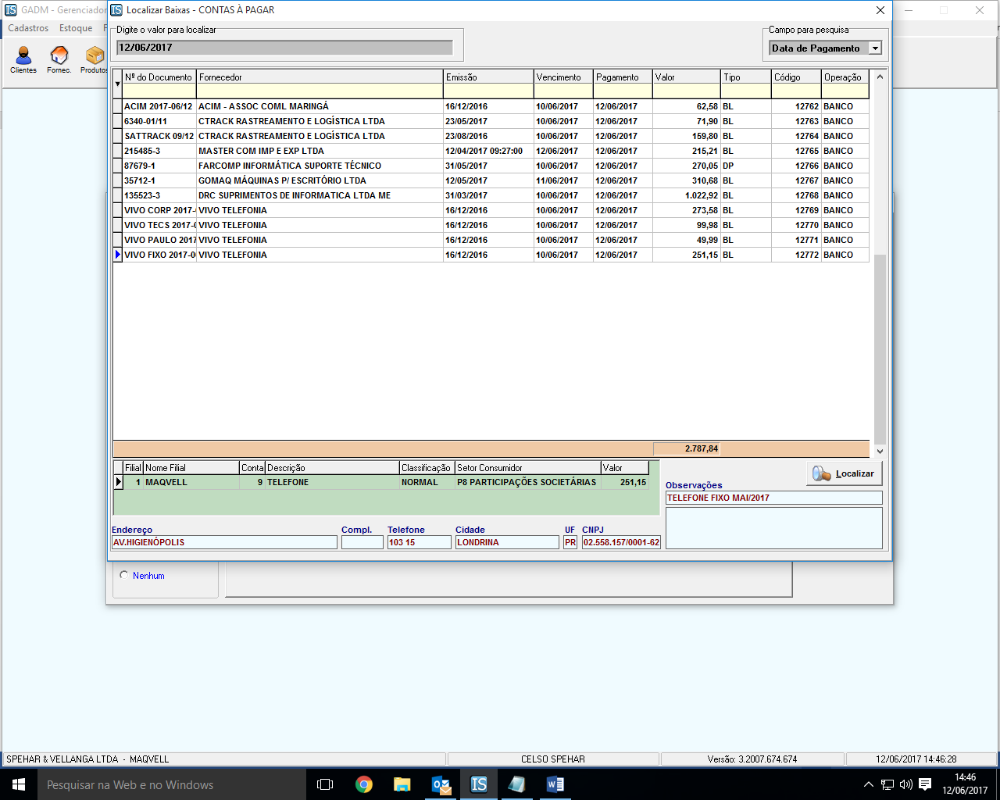 GADM - Gerenciador
Localizar Baixas - CONTAS À PAGAR
Cadastros Estoque F
Clientes Fornec. Produtos
Digite o valor para localizar
12/06/2017
Campo para pesquisa
Data de Pagamento
Nº do Documento Fornecedor Emissão Vencimento Pagamento Valor Tipo Código Operação
ACIM 2017-06/12 ACIM - ASSOC COML MARINGÁ 16/12/2016 10/06/2017 12/06/2017 62,58 BL 12762 BANCO
6340-01/11 CTRACK RASTREAMENTO E LOGÍSTICA LTDA 23/05/2017 10/06/2017 12/06/2017 71,90 BL 12763 BANCO
SATTRACK 09/12 CTRACK RASTREAMENTO E LOGÍSTICA LTDA 23/08/2016 10/06/2017 12/06/2017 159,80 BL 12764 BANCO
215485-3 MASTER COM IMP E EXP LTDA 12/04/2017 09:27:00 12/06/2017 12/06/2017 215,21 BL 12765 BANCO
87679-1 FARCOMP INFORMÁTICA SUPORTE TÉCNICO 31/05/2017 10/06/2017 12/06/2017 270,05 DP 12766 BANCO
35712-1 GOMAQ MÁQUINAS P/ ESCRITÓRIO LTDA 12/05/2017 11/06/2017 12/06/2017 310,68 BL 12767 BANCO
135523-3 DRC SUPRIMENTOS DE INFORMATICA LTDA ME 31/03/2017 10/06/2017 12/06/2017 1.022,92 BL 12768 BANCO
VIVO CORP 2017- VIVO TELEFONIA 16/12/2016 10/06/2017 12/06/2017 273,58 BL 12769 BANCO
VIVO TECS 2017-0 VIVO TELEFONIA 16/12/2016 10/06/2017 12/06/2017 99,98 BL 12770 BANCO
VIVO PAULO 2017 VIVO TELEFONIA 16/12/2016 10/06/2017 12/06/2017 49,99 BL 12771 BANCO
VIVO FIXO 2017-0 VIVO TELEFONIA 16/12/2016 10/06/2017 12/06/2017 251,15 BL 12772 BANCO
2.787,84
Filial Nome Filial Conta Descrição Classificação Setor Consumidor Valor
1 MAQVELL 9 TELEFONE NORMAL P8 PARTICIPAÇÕES SOCIETÁRIAS 251,15
Localizar
Observações
TELEFONE FIXO MAI/2017
Endereço Compl. Telefone Cidade UF CNPJ
AV.HIGIENÓPOLIS 103 15 LONDRINA PR 02.558.157/0001-62
Nenhum
SPEHAR & VELLANGA LTDA - MAQVELL CELSO SPEHAR Versão: 3.2007.674.674 12/06/2017 14:46:28
Pesquisar na Web e no Windows
14:46
12/06/2017